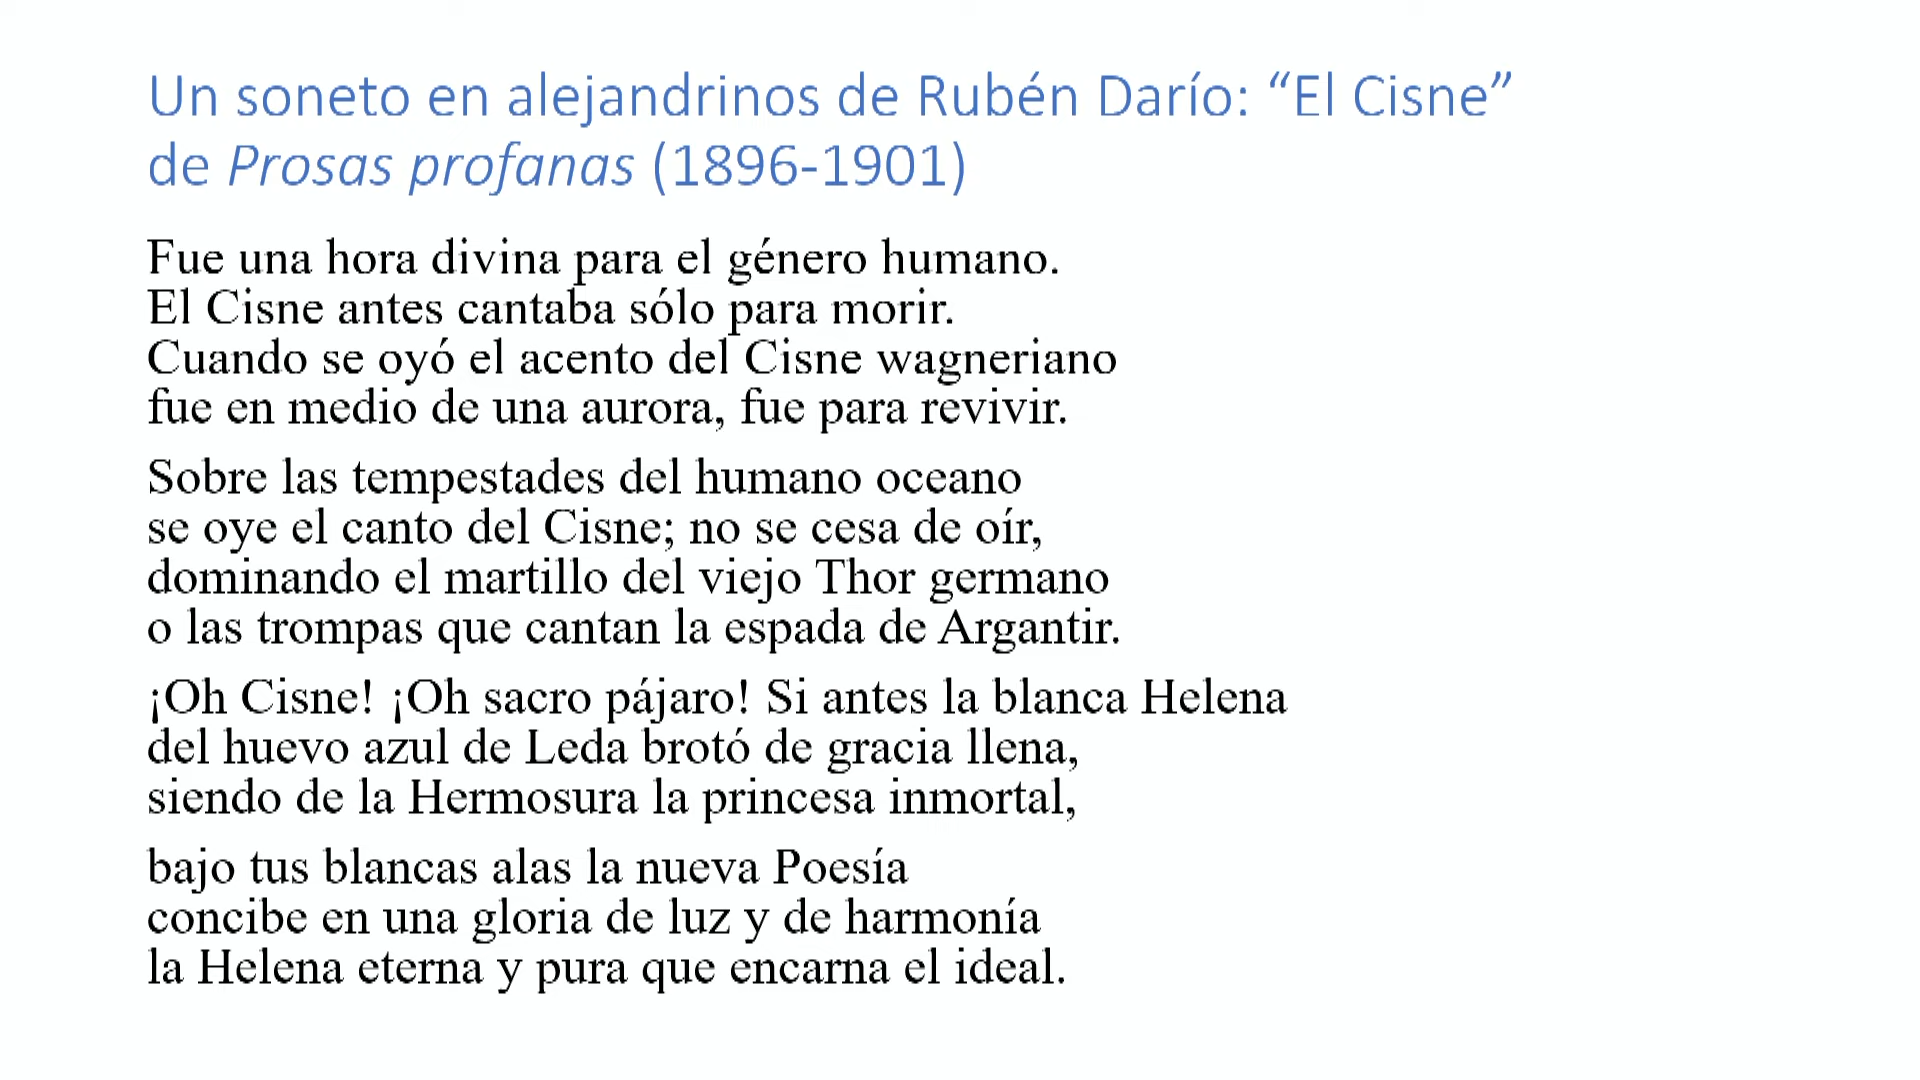 Un soneto en alejandrinos de Rubén Darío: “El Cisne”
de Prosas profanas (1896-1901)
Fue una hora divina para el género humano.
El Cisne antes cantaba sólo para morir.
Cuando se oyó el acento del Cisne wagneriano
fue en medio de una aurora, fue para revivir.
Sobre las tempestades del humano oceano
se oye el canto del Cisne; no se cesa de oír,
dominando el martillo del viejo Thor germano
o las trompas que cantan la espada de Argantir.
¡Oh Cisne! ¡Oh sacro pájaro! Si antes la blanca Helena
del huevo azul de Leda brotó de gracia llena,
siendo de la Hermosura la princesa inmortal,
bajo tus blancas alas la nueva Poesía
concibe en una gloria de luz y de harmonía
la Helena eterna y pura que encarna el ideal.